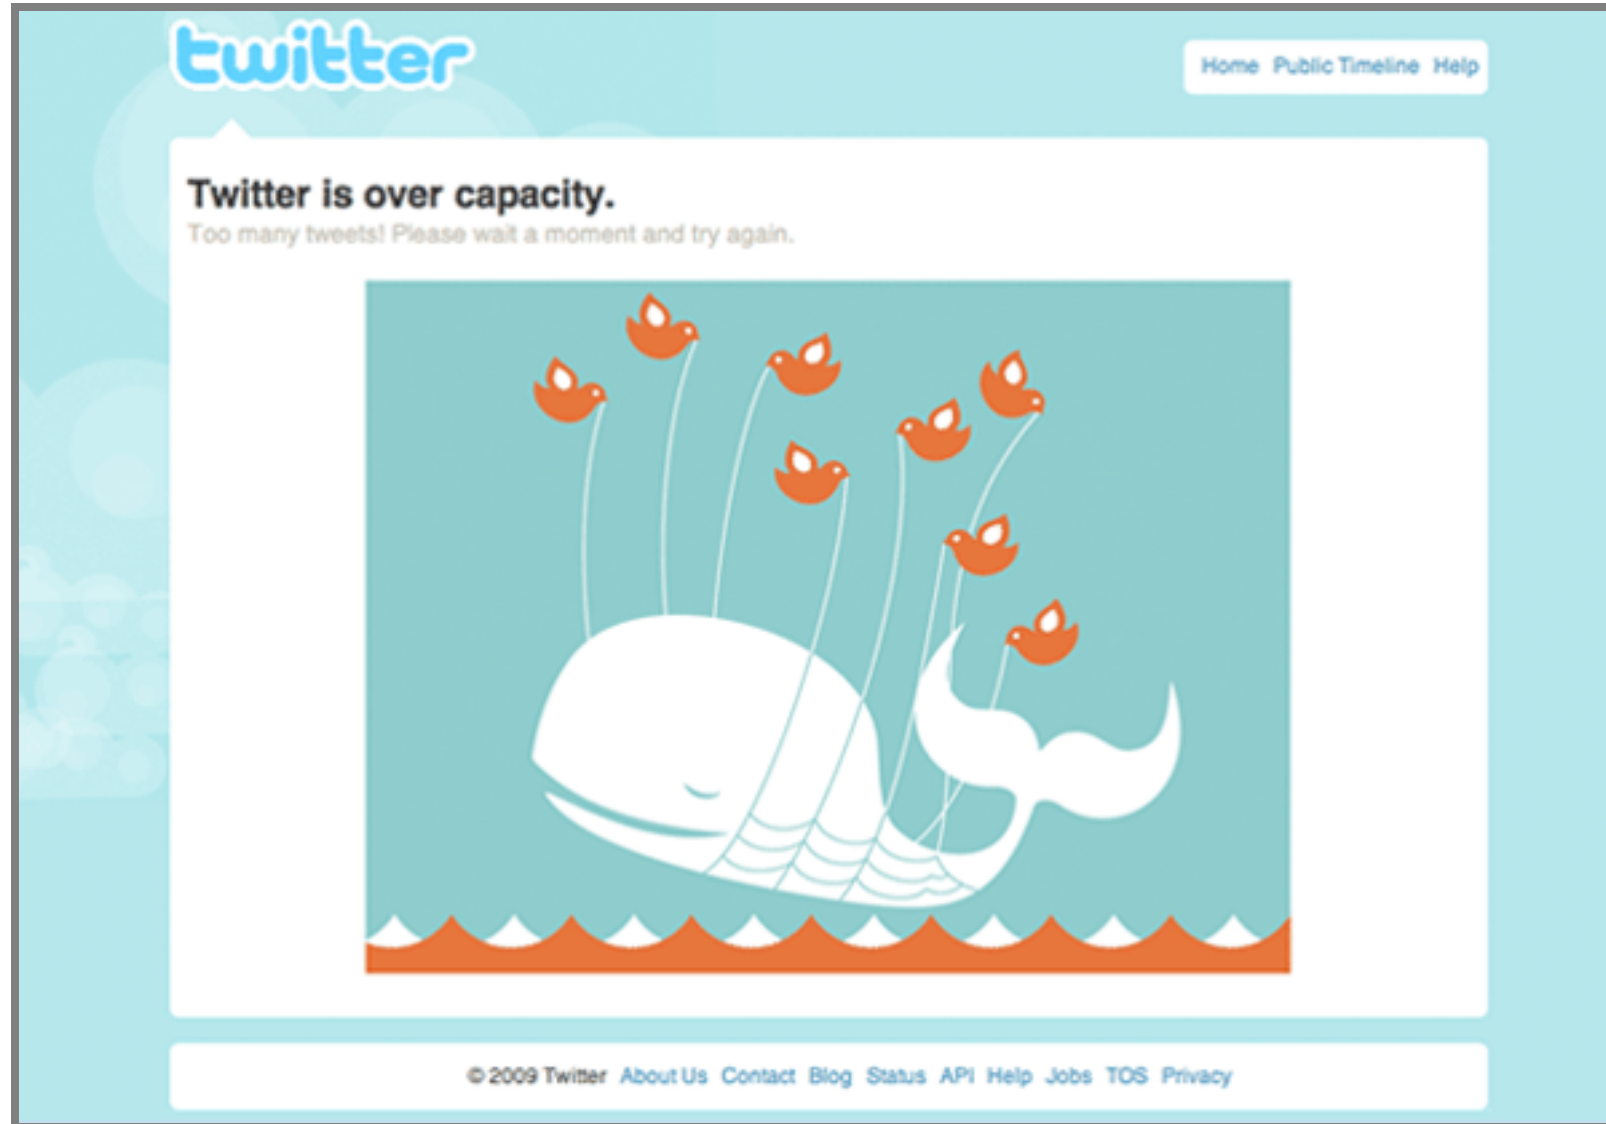 twitter
Home Public Timeline Help
Twitter is over capacity.
Too many tweets! Please wait a moment and try again.
© 2009 Twitter About Us Contact Blog Status API Help Jobs TOS Privacy